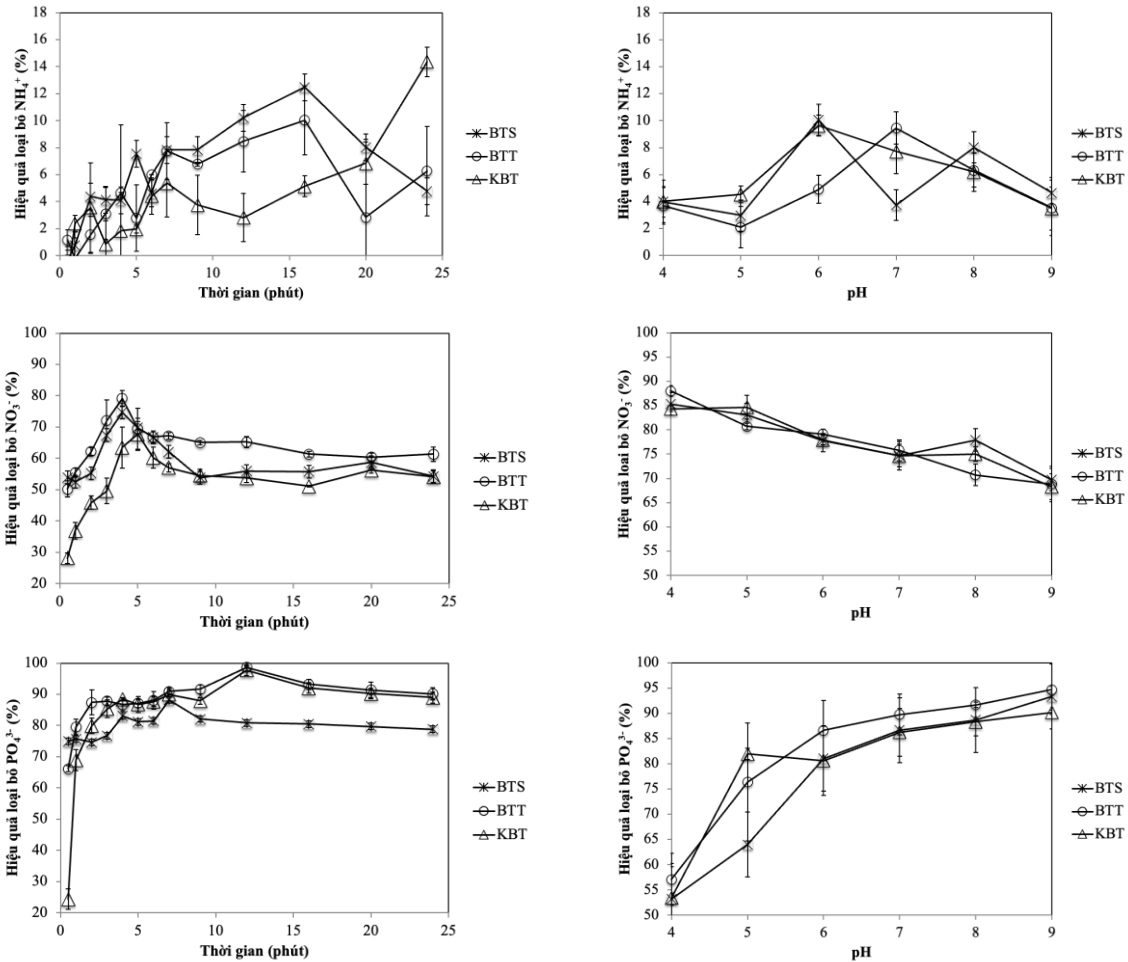 Hiệu quả loại bỏ NH₄⁺ (%)
18
16
14
12
10
8
6
4
2
0
0 5 10 15 20 25
Thời gian (phút)
BTS
BTT
KBT
Hiệu quả loại bỏ NH₄⁺ (%)
18
16
14
12
10
8
6
4
2
0
4 5 6 7 8 9
pH
BTS
BTT
KBT
Hiệu quả loại bỏ NO₃⁻ (%)
100
90
80
70
60
50
40
30
20
0 5 10 15 20 25
Thời gian (phút)
BTS
BTT
KBT
Hiệu quả loại bỏ NO₃⁻ (%)
100
95
90
85
80
75
70
65
60
55
50
4 5 6 7 8 9
pH
BTS
BTT
KBT
Hiệu quả loại bỏ PO₄³⁻ (%)
100
90
80
70
60
50
40
30
20
0 5 10 15 20 25
Thời gian (phút)
BTS
BTT
KBT
Hiệu quả loại bỏ PO₄³⁻ (%)
100
95
90
85
80
75
70
65
60
55
50
4 5 6 7 8 9
pH
BTS
BTT
KBT